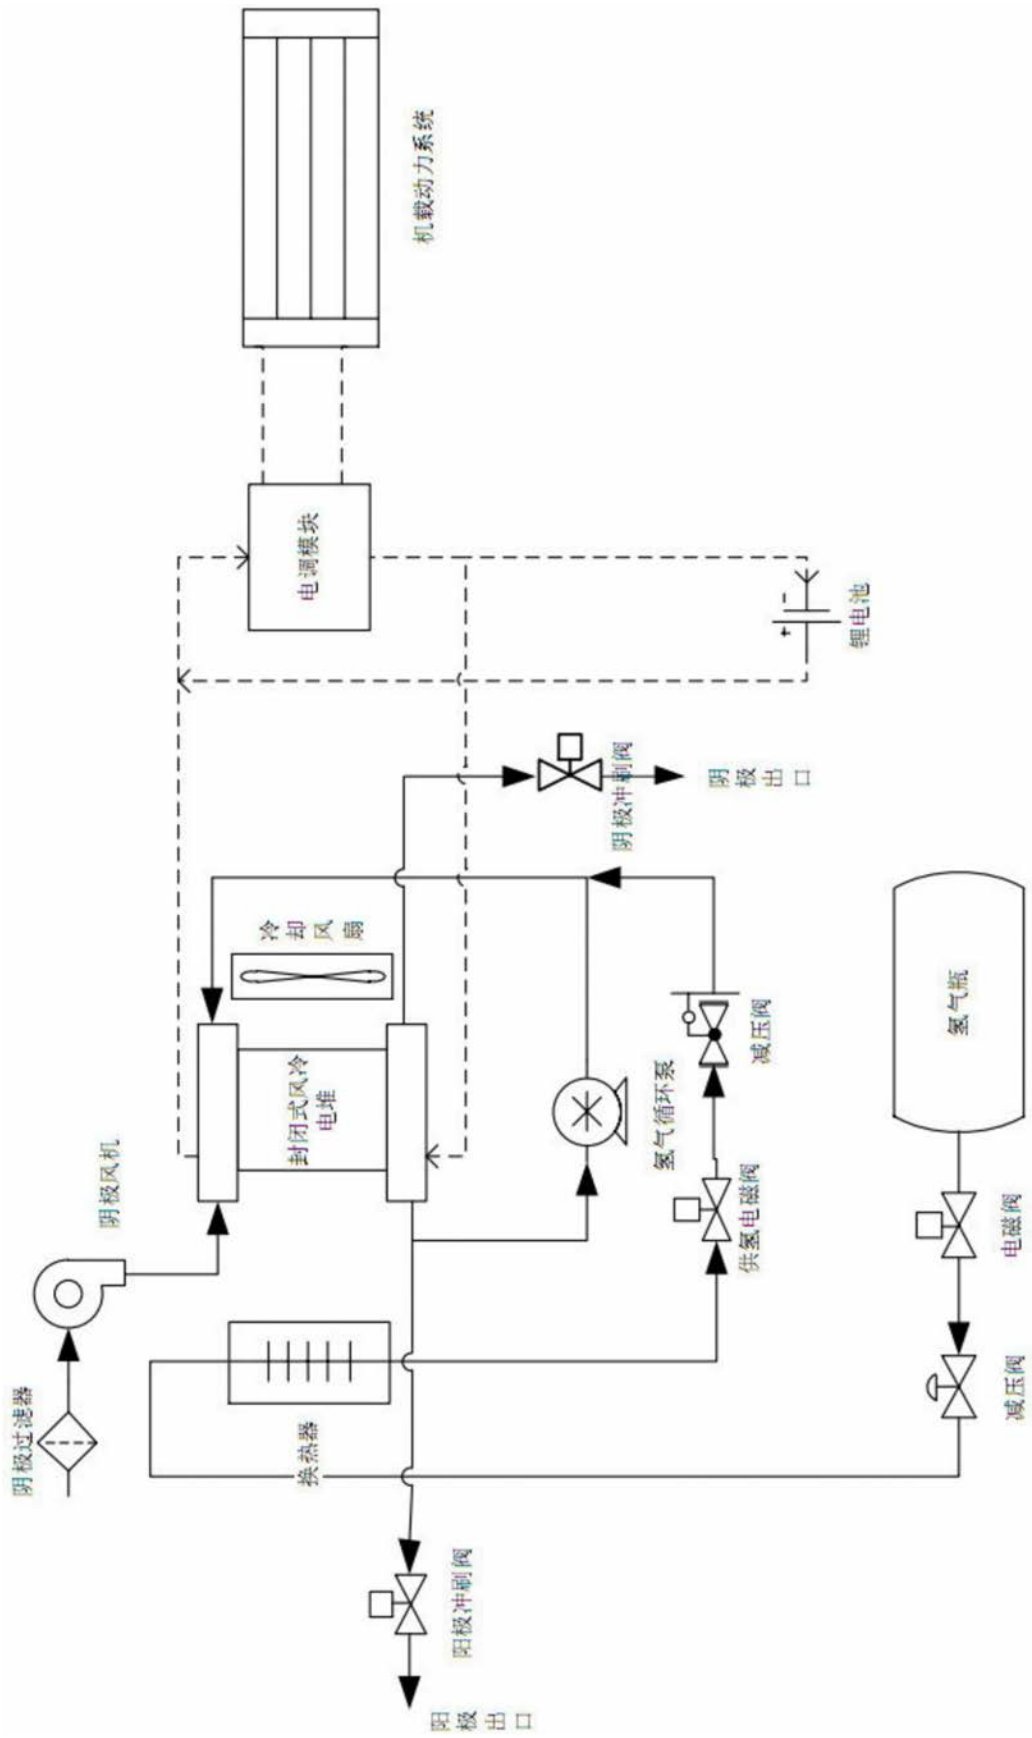 机载动力系统
电调模块
锂电池
阴极冲刷阀
阴极出口
冷却风扇
封闭式风冷
电堆
阴极风机
氢气循环泵
减压阀
供氢电磁阀
氢气瓶
电磁阀
减压阀
换热器
阴极过滤器
阳极冲刷阀
阳极出口